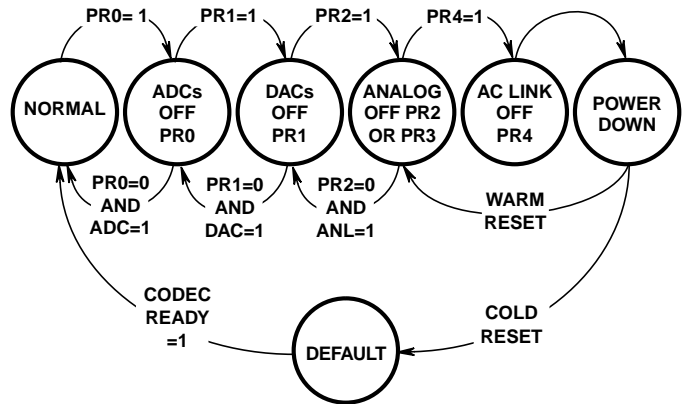 PR0= 1
PR1=1
PR2=1
PR4=1
NORMAL
ADCs
OFF
PR0
DACs
OFF
PR1
ANALOG
OFF PR2
OR PR3
AC LINK
OFF
PR4
POWER
DOWN
PR0=0
AND
ADC=1
PR1=0
AND
DAC=1
PR2=0
AND
ANL=1
WARM
RESET
CODEC
READY
=1
DEFAULT
COLD
RESET